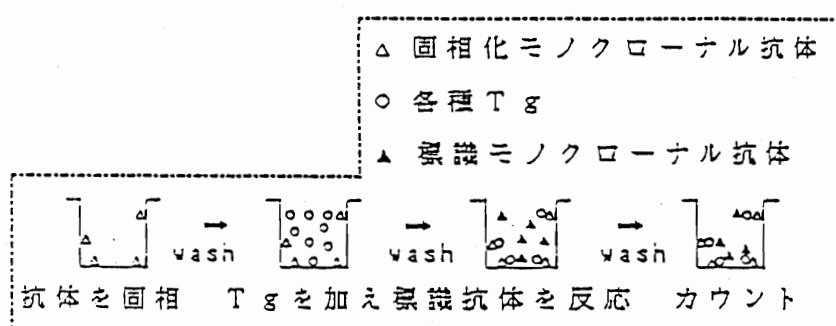 △ 固相化モノクローナル抗体
○ 各種Tg
▲ 標識モノクローナル抗体
→ → →
wash wash wash
抗体を固相 Tgを加え標識抗体を反応 カウント